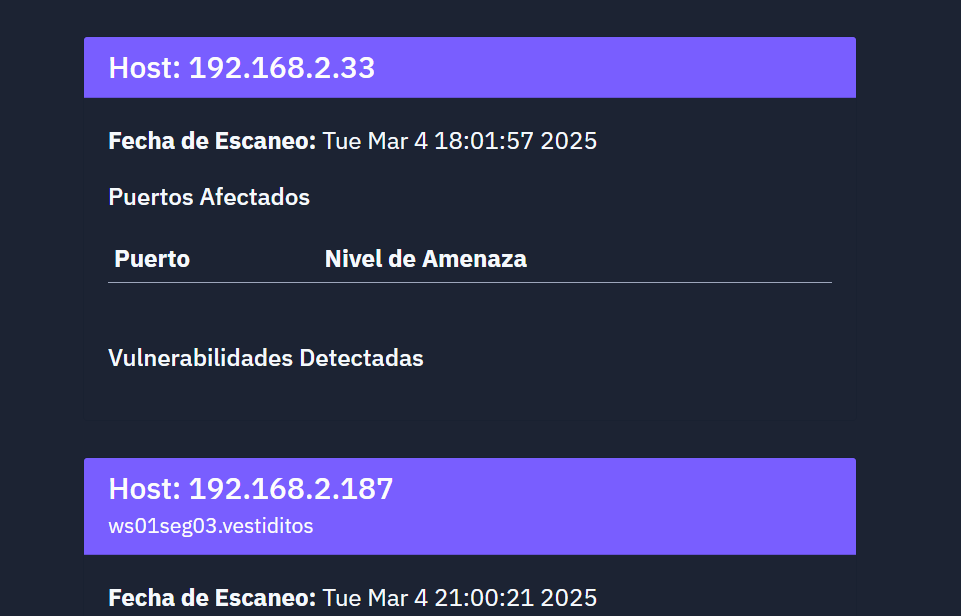 Host: 192.168.2.33
Fecha de Escaneo: Tue Mar 4 18:01:57 2025
Puertos Afectados
Puerto Nivel de Amenaza
Vulnerabilidades Detectadas
Host: 192.168.2.187
ws01seg03.vestiditos
Fecha de Escaneo: Tue Mar 4 21:00:21 2025